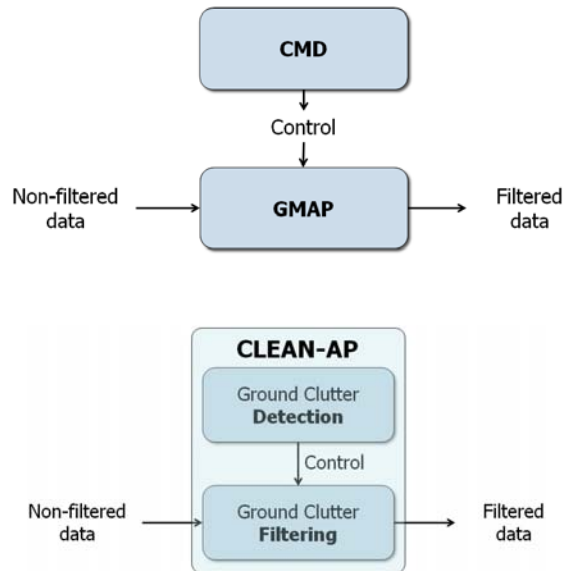 CMD
Control
Non-filtered
data
GMAP
Filtered
data
CLEAN-AP
Ground Clutter
Detection
Control
Non-filtered
data
Ground Clutter
Filtering
Filtered
data